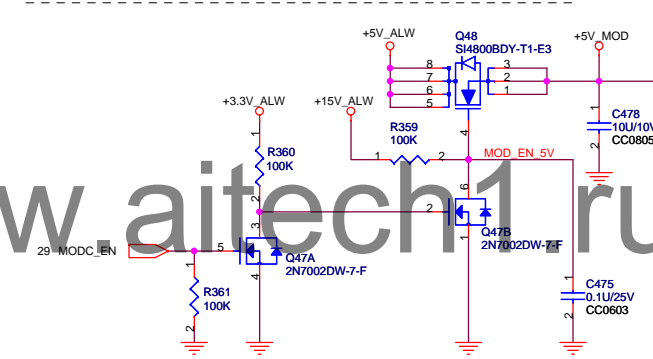 +5V_ALW
Q48
SI4800BDY-T1-E3
+5V_MOD
8
7
6
5
3
2
1
4
+3.3V_ALW
+15V_ALW
R359
100K
1
2
MOD_EN_5V
1
C478
10U/10V
CC0805
2
1
R360
100K
2
3
6
2
Q47B
2N7002DW-7-F
1
w.aitech1.ru
29 MODC_EN
5
Q47A
2N7002DW-7-F
4
1
R361
100K
2
1
C475
0.1U/25V
CC0603
2